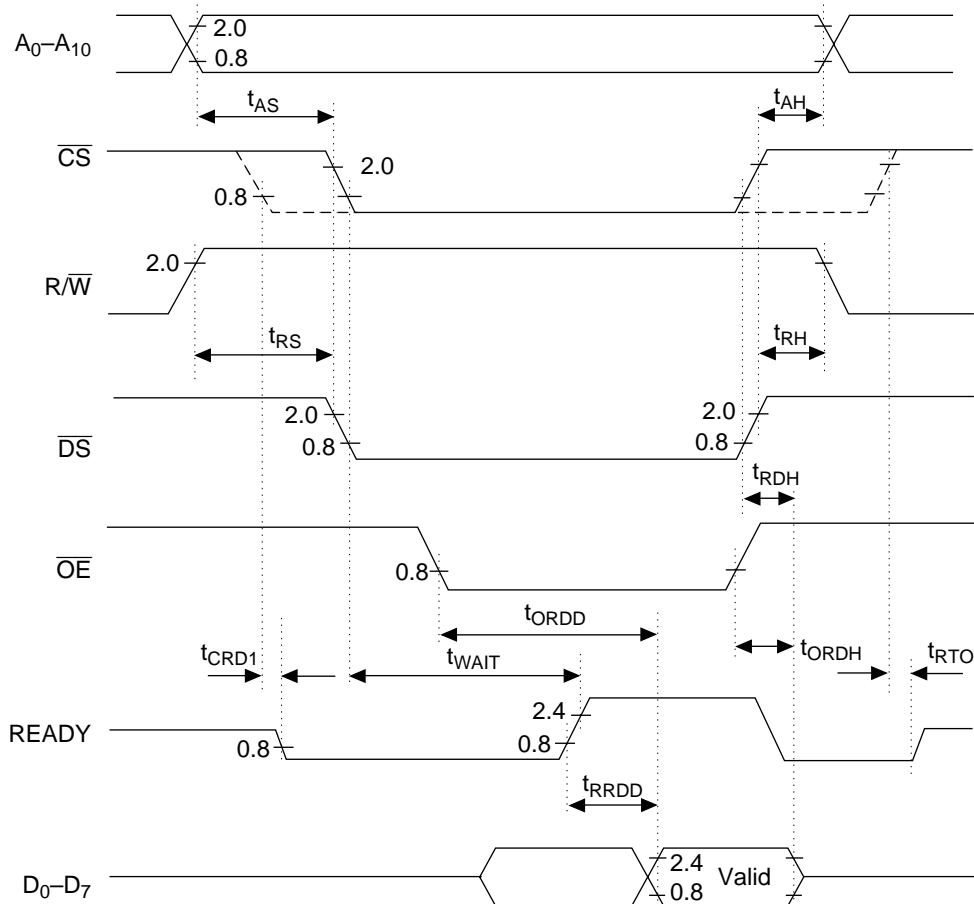 A0–A10
2.0
0.8
tAS
tAH
CS
2.0
0.8
R/W
2.0
tRS
tRH
DS
2.0
0.8
2.0
0.8
tRDH
OE
0.8
tORDD
tORDH
tCRD1
tWAIT
tRTO
READY
0.8
2.4
0.8
tRRDD
D0–D7
2.4
0.8
Valid